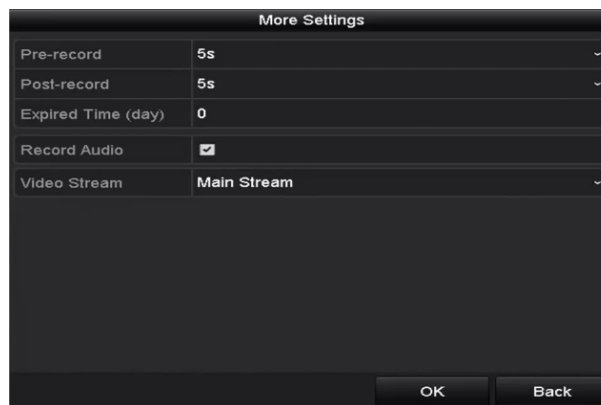 More Settings
Pre-record 5s
Post-record 5s
Expired Time (day) 0
Record Audio
Video Stream Main Stream
OK Back